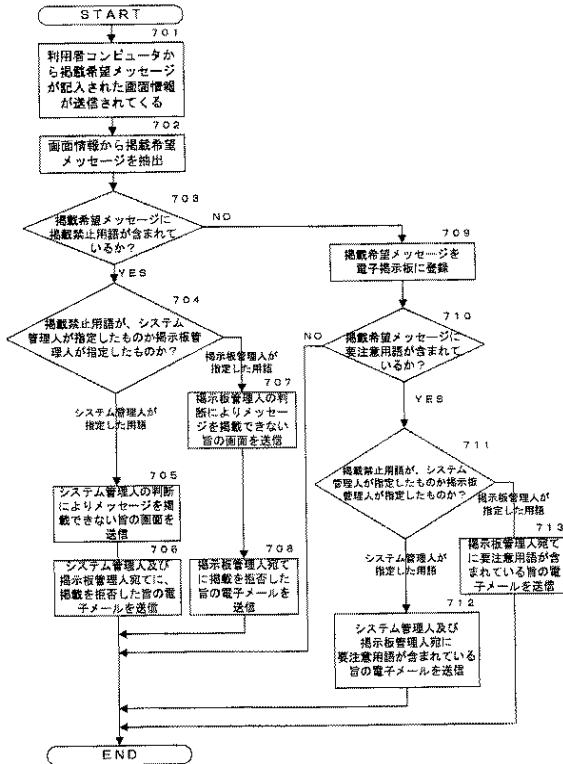 START
701
利用者コンピュータか
ら掲載希望メッセージ
が記入された画面情報
が送信されてくる
702
画面情報から掲載希望
メッセージを抽出
703
掲載希望メッセージに
掲載禁止用語が含まれて
いるか？
NO
YES
704
掲載禁止用語が、システム
管理人が指定したものか掲示板管
理人が指定したものか？
掲示板管理人が
指定した用語
システム管理人が
指定した用語
707
掲示板管理人の判
断によりメッセージ
を掲載できない
旨の画面を送信
705
システム管理人の判断
によりメッセージを掲
載できない旨の画面を
送信
706
システム管理人及び
掲示板管理人宛てに、
掲載を拒否した旨の電
子メールを送信
708
掲示板管理人宛て
に掲載を拒否した
旨の電子メールを
送信
709
掲載希望メッセージを
電子掲示板に登録
710
NO
掲載希望メッセージに
要注意用語が含まれて
いるか？
YES
711
掲載禁止用語が、システム
管理人が指定したものか掲示板
管理人が指定したものか？
掲示板管理人が
指定した用語
システム管理人が
指定した用語
713
掲示板管理人宛て
に要注意用語が含
まれている旨の電
子メールを送信
712
システム管理人及び
掲示板管理人宛に
要注意用語が含まれている
旨の電子メールを送信
END